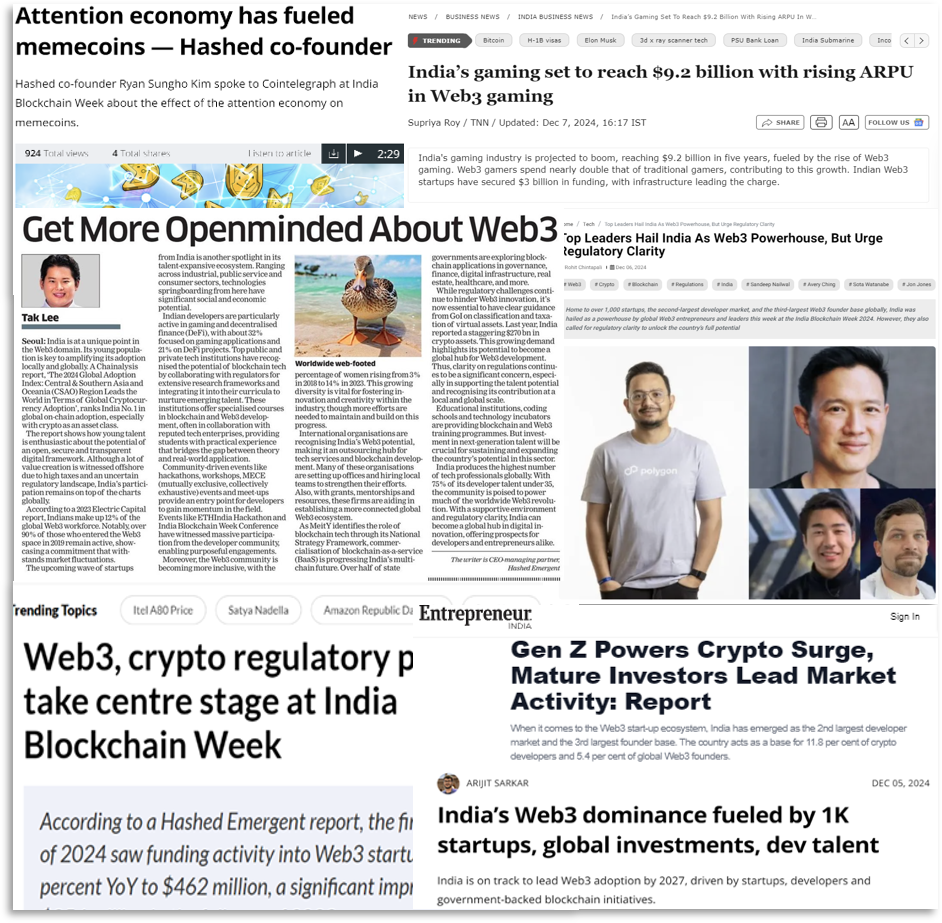 Attention economy has fueled
memecoins — Hashed co-founder
Hashed co-founder Ryan Sungho Kim spoke to Cointelegraph at India
Blockchain Week about the effect of the attention economy on
memecoins.
924 Total views
4 Total shares
Listen to article
2:29
NEWS / BUSINESS NEWS / INDIA BUSINESS NEWS / India's Gaming Set To Reach $9.2 Billion With Rising ARPU In W..
TRENDING
Bitcoin
H-1B visas
Elon Musk
3d x ray scanner tech
PSU Bank Loan
India Submarine
Inco
India's gaming set to reach $9.2 billion with rising ARPU
in Web3 gaming
Supriya Roy / TNN / Updated: Dec 7, 2024, 16:17 IST
SHARE
AA
FOLLOW US
India's gaming industry is projected to boom, reaching $9.2 billion in five years, fueled by the rise of Web3
gaming. Web3 gamers spend nearly double that of traditional gamers, contributing to this growth. Indian Web3
startups have secured $3 billion in funding, with infrastructure leading the charge.
Get More Openminded About Web3
Tak Lee
Seoul: India is at a unique point in
the Web3 domain. Its young popula-
tion is key to amplifying its adoption
locally and globally. A Chainalysis
report, 'The 2024 Global Adoption
Index: Central & Southern Asia and
Oceania (CSAO) Region Leads the
World in Terms of Global Cryptocur-
rency Adoption', ranks India No. 1 in
global on-chain adoption, especially
with crypto as an asset class.
The report shows how young talent
is enthusiastic about the potential of
an open, secure and transparent
digital framework. Although a lot of
value creation is witnessed offshore
due to high taxes and an uncertain
regulatory landscape, India's partici-
pation remains on top of the charts
globally.
According to a 2023 Electric Capital
report, Indians make up 12% of the
global Web3 workforce. Notably, over
90% of those who entered the Web3
space in 2019 remain active, show-
casing a commitment that with-
stands market fluctuations.
The upcoming wave of startups
from India is another spotlight in its
talent-expansive ecosystem. Ranging
across industrial, public service and
consumer sectors, technologies
springboarding from here have
significant social and economic
potential.
Indian developers are particularly
active in gaming and decentralised
finance (DeFi), with about 32%
focused on gaming applications and
21% on DeFi projects. Top public and
private tech institutions have recog-
nised the potential of blockchain tech
by collaborating with regulators for
extensive research frameworks and
integrating it into their curricula to
nurture emerging talent. These
institutions offer specialised courses
in blockchain and Web3 develop-
ment, often in collaboration with
reputed tech enterprises, providing
students with practical experience
that bridges the gap between theory
and real-world application.
Community-driven events like
hackathons, workshops, MECE
(mutually exclusive, collectively
exhaustive) events and meet-ups
provide an entry point for developers
to gain momentum in the field.
Events like ETHIndia Hackathon and
India Blockchain Week Conference
have witnessed massive participa-
tion from the developer community,
enabling purposeful engagements.
Moreover, the Web3 community is
becoming more inclusive, with the
Worldwide web-footed
percentage of women rising from 3%
in 2018 to 14% in 2023. This growing
diversity is vital for fostering in-
novation and creativity within the
industry, though more efforts are
needed to maintain and build on this
progress.
International organisations are
recognising India's Web3 potential,
making it an outsourcing hub for
tech services and blockchain develop-
ment. Many of these organisations
are setting up offices and hiring local
teams to strengthen their efforts.
Also, with grants, mentorships and
resources, these firms are aiding in
establishing a more connected global
Web3 ecosystem.
As MeitY identifies the role of
blockchain tech through its National
Strategy Framework, commer-
cialisation of blockchain-as-a-service
(BaaS) is progressing India's multi-
chain future. Over half of state
governments are exploring block-
chain applications in governance,
finance, digital infrastructure, real
estate, healthcare, and more.
While regulatory challenges cont-
inue to hinder Web3 innovation, it's
now essential to have clear guidance
from GoI on classification and taxa-
tion of virtual assets. Last year, India
reported a staggering $270 bn in
crypto assets. This growing demand
highlights its potential to become a
global hub for Web3 development.
Thus, clarity on regulations continu-
es to be a significant concern, especi-
ally in supporting the talent potential
and recognising its contribution at a
local and global scale.
Educational institutions, coding
schools and technology incubators
are providing blockchain and Web3
training programmes. But invest-
ment in next-generation talent will be
crucial for sustaining and expanding
the country's potential in this sector.
India produces the highest number
of tech professionals globally. With
75% of its developer talent under 35,
the community is poised to power
much of the worldwide Web3 revolu-
tion. With a supportive environment
and regulatory clarity, India can
become a global hub in digital in-
novation, offering prospects for
developers and entrepreneurs alike.
The writer is CEO-managing partner,
Hashed Emergent
ome / Tech / Top Leaders Hail India As Web3 Powerhouse, But Urge Regulatory Clarity
Top Leaders Hail India As Web3 Powerhouse, But Urge
Regulatory Clarity
Rohit Chintapali Dec 06, 2024
# Web3
# Crypto
# Blockchain
# Regulations
# India
# Sandeep Nailwal
# Avery Ching
# Sota Watanabe
# Jon Jones
Home to over 1,000 startups, the second-largest developer market, and the third-largest Web3 founder base globally, India was
hailed as a powerhouse by global Web3 entrepreneurs and leaders this week at the India Blockchain Week 2024. However, they also
called for regulatory clarity to unlock the country's full potential
polygon
Trending Topics
Itel A80 Price
Satya Nadella
Amazon Republic Da
Web3, crypto regulatory p
take centre stage at India
Blockchain Week
According to a Hashed Emergent report, the fir
of 2024 saw funding activity into Web3 startu
percent YoY to $462 million, a significant impr
Entrepreneur
INDIA
Sign In
Gen Z Powers Crypto Surge,
Mature Investors Lead Market
Activity: Report
When it comes to the Web3 start-up ecosystem, India has emerged as the 2nd largest developer
market and the 3rd largest founder base. The country acts as a base for 11.8 per cent of crypto
developers and 5.4 per cent of global Web3 founders.
ARIJIT SARKAR
DEC 05, 2024
India's Web3 dominance fueled by 1K
startups, global investments, dev talent
India is on track to lead Web3 adoption by 2027, driven by startups, developers and
government-backed blockchain initiatives.